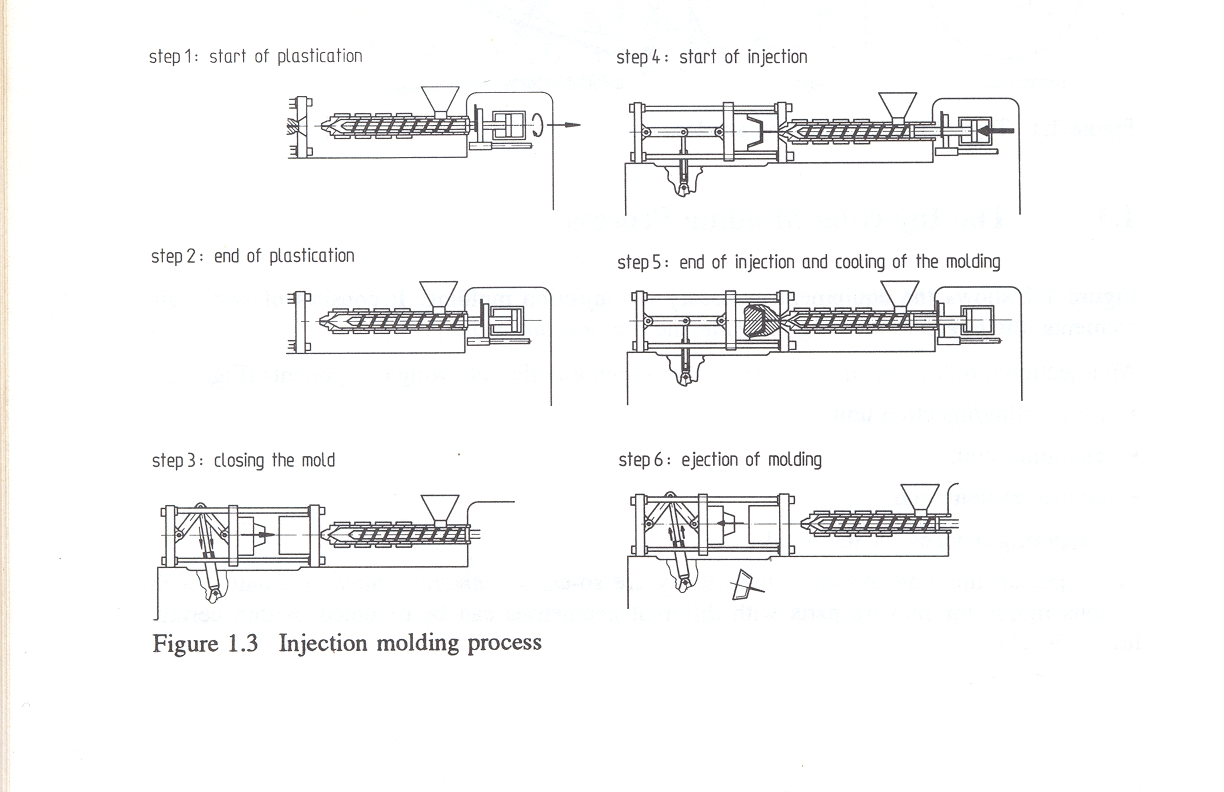 step 1: start of plastication
step 2: end of plastication
step 3: closing the mold
step 4: start of injection
step 5: end of injection and cooling of the molding
step 6: ejection of molding
Figure 1.3 Injection molding process